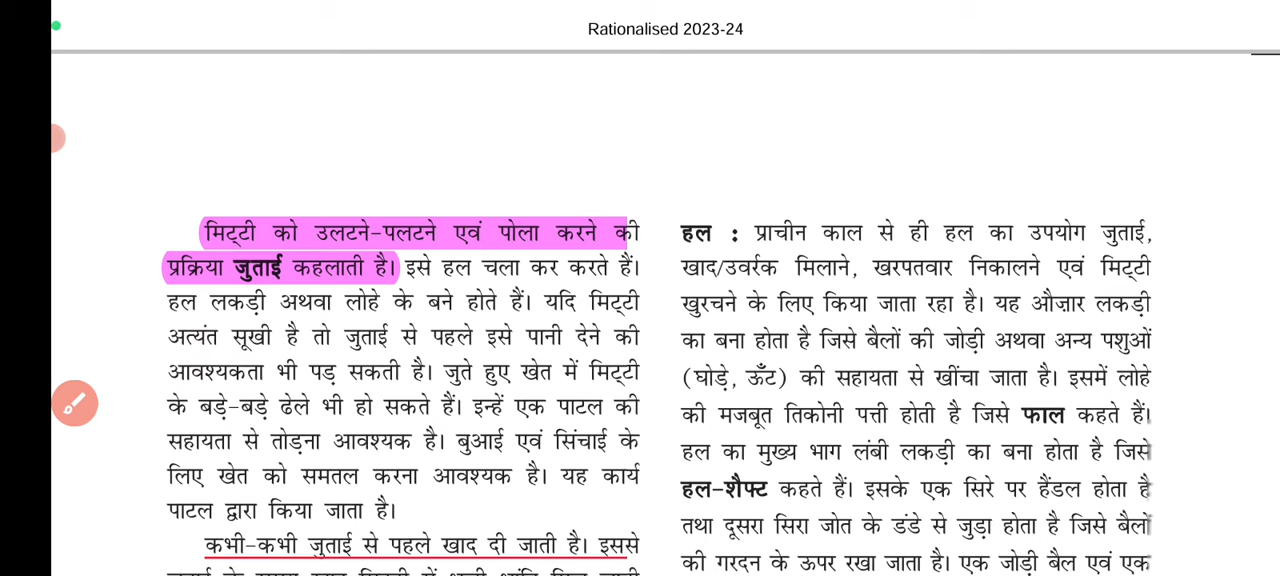 Rationalised 2023-24
मिट्टी को उलटने-पलटने एवं पोला करने की
प्रक्रिया जुताई कहलाती है। इसे हल चला कर करते हैं।
हल लकड़ी अथवा लोहे के बने होते हैं। यदि मिट्टी
अत्यंत सूखी है तो जुताई से पहले इसे पानी देने की
आवश्यकता भी पड़ सकती है। जुते हुए खेत में मिट्टी
के बड़े-बड़े ढेले भी हो सकते हैं। इन्हें एक पाटल की
सहायता से तोड़ना आवश्यक है। बुआई एवं सिंचाई के
लिए खेत को समतल करना आवश्यक है। यह कार्य
पाटल द्वारा किया जाता है।
कभी-कभी जुताई से पहले खाद दी जाती है। इससे
हल : प्राचीन काल से ही हल का उपयोग जुताई,
खाद/उवर्रक मिलाने, खरपतवार निकालने एवं मिट्टी
खुरचने के लिए किया जाता रहा है। यह औज़ार लकड़ी
का बना होता है जिसे बैलों की जोड़ी अथवा अन्य पशुओं
(घोड़े, ऊँट) की सहायता से खींचा जाता है। इसमें लोहे
की मजबूत तिकोनी पत्ती होती है जिसे फाल कहते हैं।
हल का मुख्य भाग लंबी लकड़ी का बना होता है जिसे
हल-शैफ्ट कहते हैं। इसके एक सिरे पर हैंडल होता है
तथा दूसरा सिरा जोत के डंडे से जुड़ा होता है जिसे बैलों
की गरदन के ऊपर रखा जाता है। एक जोड़ी बैल एवं एक